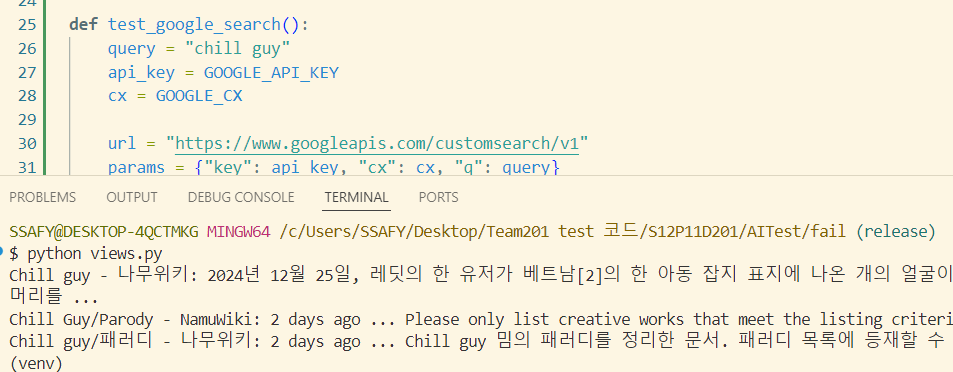 24
25 def test_google_search():
26 query = "chill guy"
27 api_key = GOOGLE_API_KEY
28 cx = GOOGLE_CX
29
30 url = "https://www.googleapis.com/customsearch/v1"
31 params = {"key": api_key, "cx": cx, "q": query}
PROBLEMS OUTPUT DEBUG CONSOLE TERMINAL PORTS
SSAFY@DESKTOP-4QCTMKG MINGW64 /c/Users/SSAFY/Desktop/Team201 test 코드/S12P11D201/AITest/fail (release)
$ python views.py
Chill guy - 나무위키: 2024년 12월 25일, 레딧의 한 유저가 베트남[2]의 한 아동 잡지 표지에 나온 개의 얼굴이
머리를 ...
Chill Guy/Parody - NamuWiki: 2 days ago ... Please only list creative works that meet the listing criteri
Chill guy/패러디 - 나무위키: 2 days ago ... Chill guy 밈의 패러디를 정리한 문서. 패러디 목록에 등재할 수
(venv)